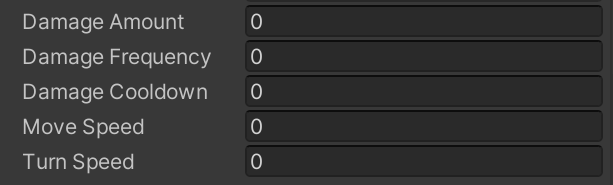 Damage Amount 0
Damage Frequency 0
Damage Cooldown 0
Move Speed 0
Turn Speed 0